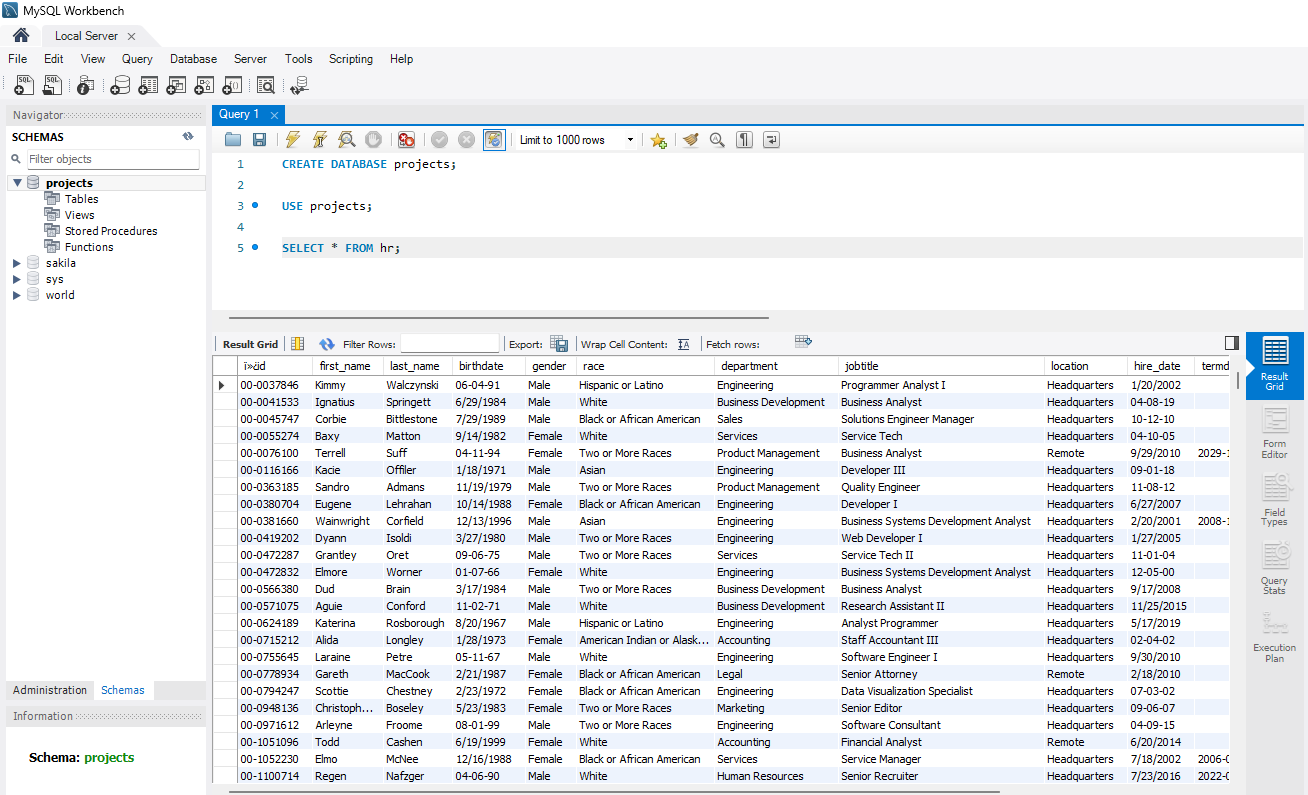 MySQL Workbench
Local Server
File Edit View Query Database Server Tools Scripting Help
Navigator
SCHEMAS
Filter objects
projects
Tables
Views
Stored Procedures
Functions
sakila
sys
world
Administration Schemas
Information
Schema: projects
Query 1
Limit to 1000 rows
1 CREATE DATABASE projects;
2
3 USE projects;
4
5 SELECT * FROM hr;
Result Grid Filter Rows: Export: Wrap Cell Content: Fetch rows:
ï»¿id first_name last_name birthdate gender race department jobtitle location hire_date termd
00-0037846 Kimmy Walczynski 06-04-91 Male Hispanic or Latino Engineering Programmer Analyst I Headquarters 1/20/2002
00-0041533 Ignatius Springett 6/29/1984 Male White Business Development Business Analyst Headquarters 04-08-19
00-0045747 Corbie Bittlestone 7/29/1989 Male Black or African American Sales Solutions Engineer Manager Headquarters 10-12-10
00-0055274 Baxy Matton 9/14/1982 Female White Services Service Tech Headquarters 04-10-05
00-0076100 Terrell Suff 04-11-94 Female Two or More Races Product Management Business Analyst Remote 9/29/2010 2029-1
00-0116166 Kacie Offiler 1/18/1971 Male Asian Engineering Developer III Headquarters 09-01-18
00-0363185 Sandro Admans 11/19/1979 Male Two or More Races Product Management Quality Engineer Headquarters 11-08-12
00-0380704 Eugene Lehrahan 10/14/1988 Female Black or African American Engineering Developer I Headquarters 6/27/2007
00-0381660 Wainwright Corfield 12/13/1996 Male Asian Engineering Business Systems Development Analyst Headquarters 2/20/2001 2008-1
00-0419202 Dyann Isoldi 3/27/1980 Male Two or More Races Engineering Web Developer I Headquarters 1/27/2005
00-0472287 Grantley Oret 09-06-75 Male Two or More Races Services Service Tech II Headquarters 11-01-04
00-0472832 Elmore Worner 01-07-66 Female White Engineering Business Systems Development Analyst Headquarters 12-05-00
00-0566380 Dud Brain 3/17/1984 Male Two or More Races Business Development Business Analyst Headquarters 9/17/2008
00-0571075 Aguie Conford 11-02-71 Male White Business Development Research Assistant II Headquarters 11/25/2015
00-0624189 Katerina Rosborough 8/20/1967 Male Hispanic or Latino Engineering Analyst Programmer Headquarters 5/17/2019
00-0715212 Alida Longley 1/28/1973 Female American Indian or Alask... Accounting Staff Accountant III Headquarters 02-04-02
00-0755645 Laraine Petre 05-11-67 Male White Engineering Software Engineer I Headquarters 9/30/2010
00-0778934 Gareth MacCook 2/21/1987 Female Black or African American Legal Senior Attorney Remote 2/18/2010
00-0794247 Scottie Chestney 2/23/1972 Female Black or African American Engineering Data Visualization Specialist Headquarters 07-03-02
00-0948136 Christoph... Boseley 5/23/1983 Female Two or More Races Marketing Senior Editor Headquarters 09-06-07
00-0971612 Arleyne Froome 08-01-99 Male Two or More Races Engineering Software Consultant Headquarters 04-09-15
00-1051096 Todd Cashen 6/19/1999 Female White Accounting Financial Analyst Remote 6/20/2014
00-1052230 Elmo McNee 12/16/1988 Female Black or African American Services Service Manager Headquarters 7/18/2002 2006-0
00-1100714 Regen Nafzger 04-06-90 Male White Human Resources Senior Recruiter Headquarters 7/23/2016 2022-0
Result
Grid
Form
Editor
Field
Types
Query
Stats
Execution
Plan